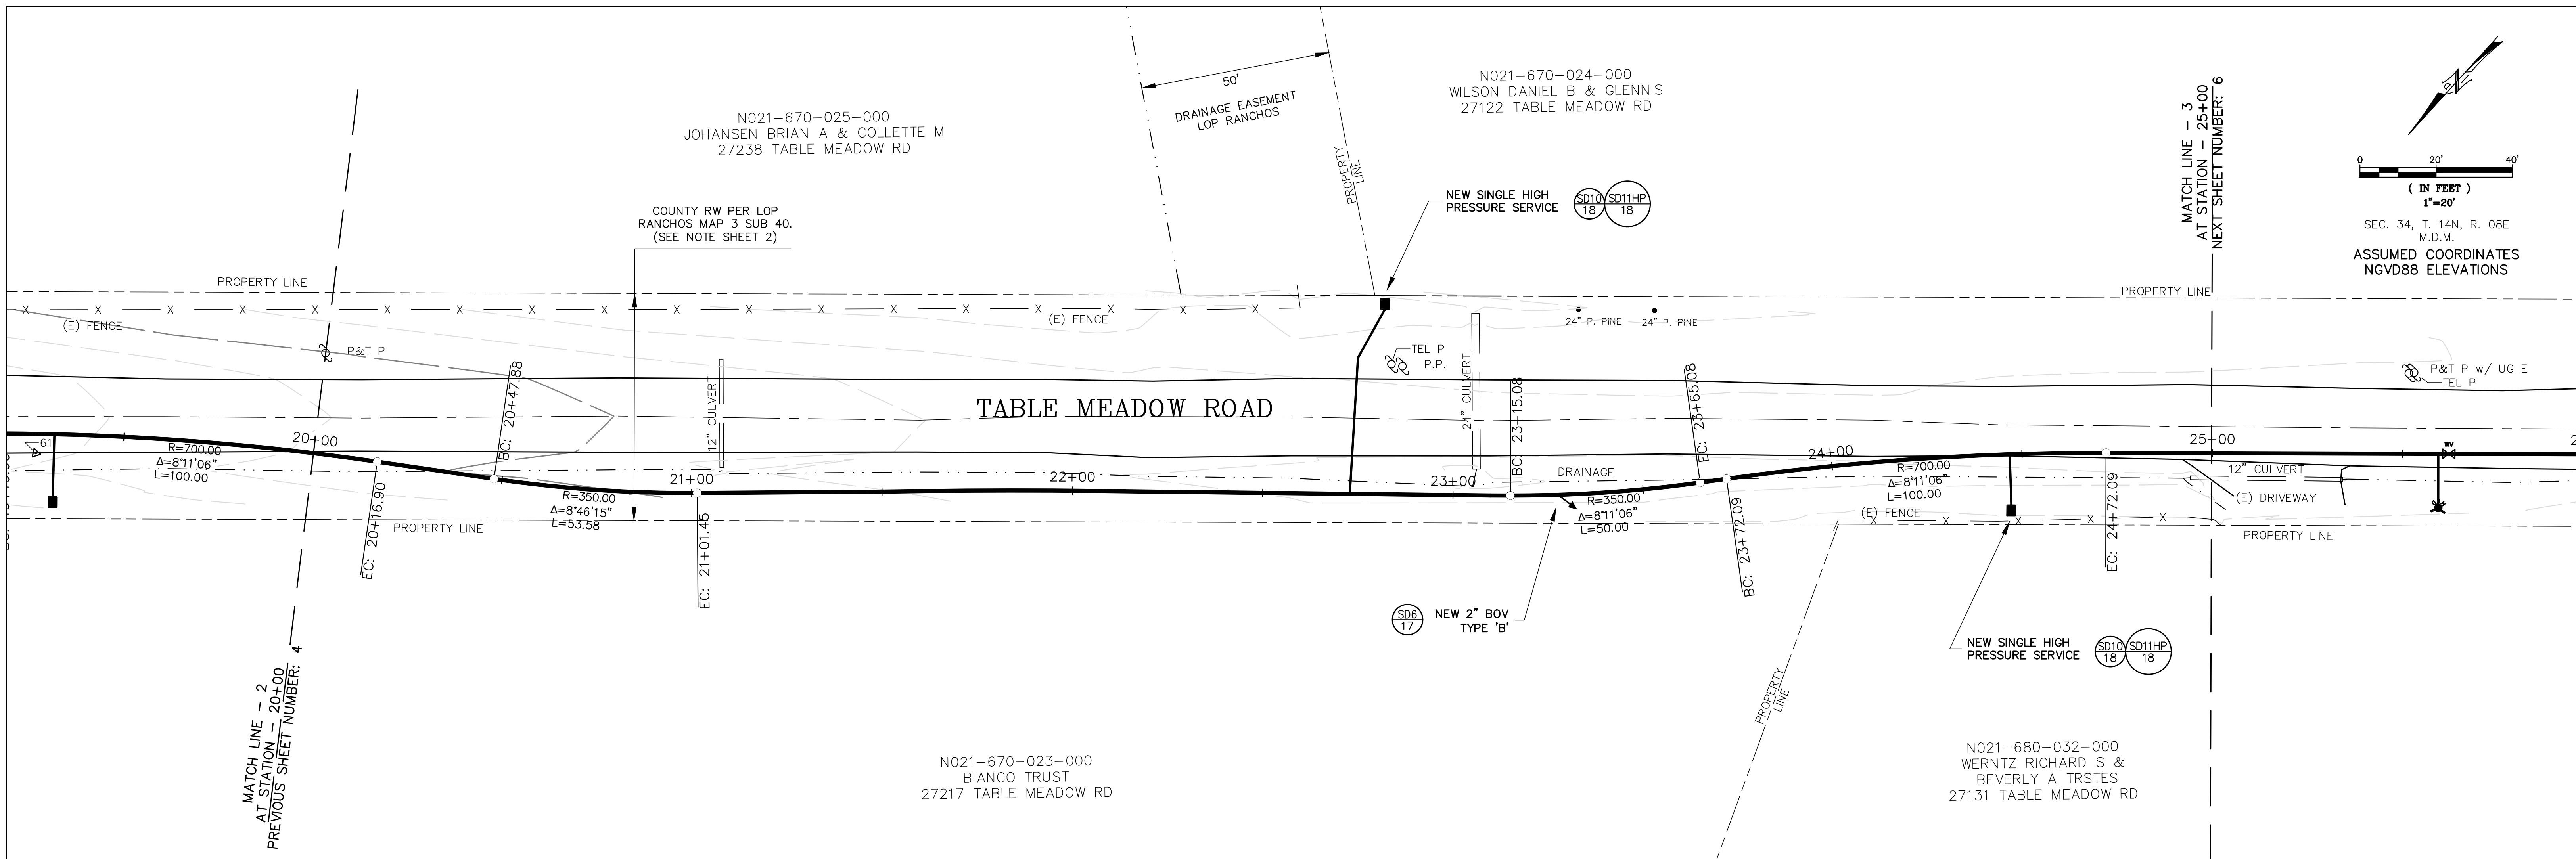 N021-670-025-000
JOHANSEN BRIAN A & COLLETTE M
27238 TABLE MEADOW RD
50'
DRAINAGE EASEMENT
LOP RANCHOS
PROPERTY
LINE
N021-670-024-000
WILSON DANIEL B & GLENNIS
27122 TABLE MEADOW RD
MATCH LINE - 3
AT STATION - 25+00
NEXT SHEET NUMBER: 6
N
0 20' 40'
( IN FEET )
1"=20'
SEC. 34, T. 14N, R. 08E
M.D.M.
ASSUMED COORDINATES
NGVD88 ELEVATIONS
COUNTY RW PER LOP
RANCHOS MAP 3 SUB 40.
(SEE NOTE SHEET 2)
NEW SINGLE HIGH
PRESSURE SERVICE
SD10
18
SD11HP
18
PROPERTY LINE
PROPERTY LINE
X X X X X X X X X X X X X X X X X X
(E) FENCE
(E) FENCE
24" P. PINE
24" P. PINE
P&T P
TEL P
P.P.
P&T P w/ UG E
TEL P
BC: 20+47.88
12" CULVERT
TABLE MEADOW ROAD
24" CULVERT
BC: 23+15.08
EC: 23+65.08
61
R=700.00
Δ=8°11'06"
L=100.00
20+00
EC: 20+16.90
R=350.00
Δ=8°46'15"
L=53.58
21+00
EC: 21+01.45
22+00
23+00
DRAINAGE
R=350.00
Δ=8°11'06"
L=50.00
BC: 23+72.09
24+00
R=700.00
Δ=8°11'06"
L=100.00
EC: 24+72.09
25+00
WV
12" CULVERT
(E) DRIVEWAY
(E) FENCE
X X X X X
PROPERTY LINE
PROPERTY LINE
SD6
17
NEW 2" BOV
TYPE 'B'
NEW SINGLE HIGH
PRESSURE SERVICE
SD10
18
SD11HP
18
PROPERTY
LINE
MATCH LINE - 2
AT STATION - 20+00
PREVIOUS SHEET NUMBER: 4
N021-670-023-000
BIANCO TRUST
27217 TABLE MEADOW RD
N021-680-032-000
WERNTZ RICHARD S &
BEVERLY A TRSTES
27131 TABLE MEADOW RD